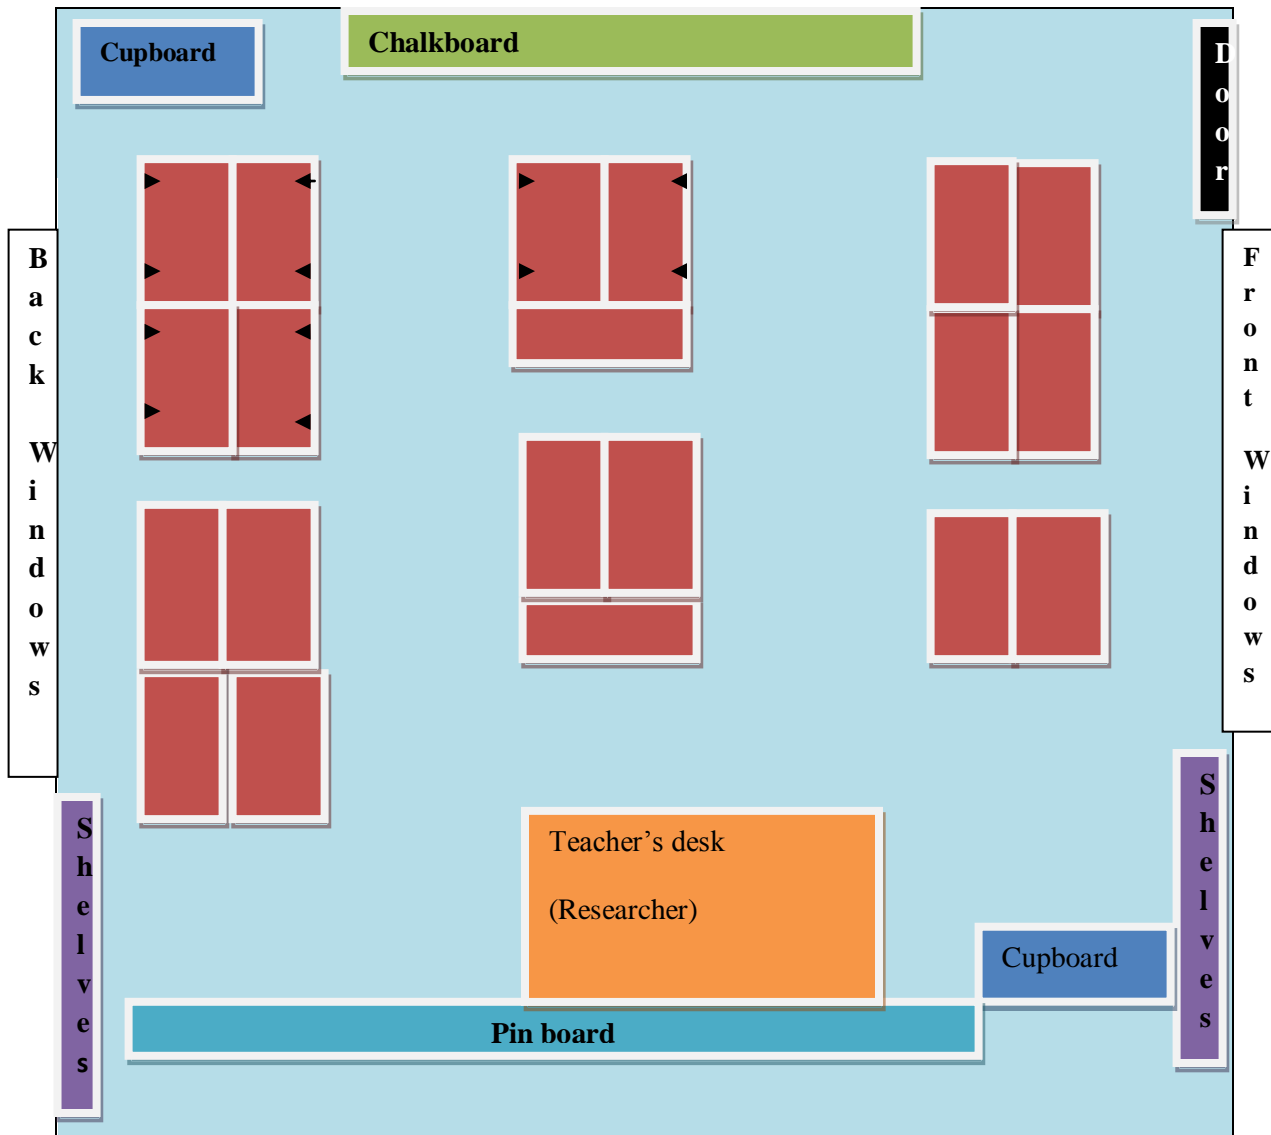 Cupboard
Chalkboard
Door
Back Windows
Front Windows
Shelves
Teacher’s desk
(Researcher)
Shelves
Cupboard
Pin board